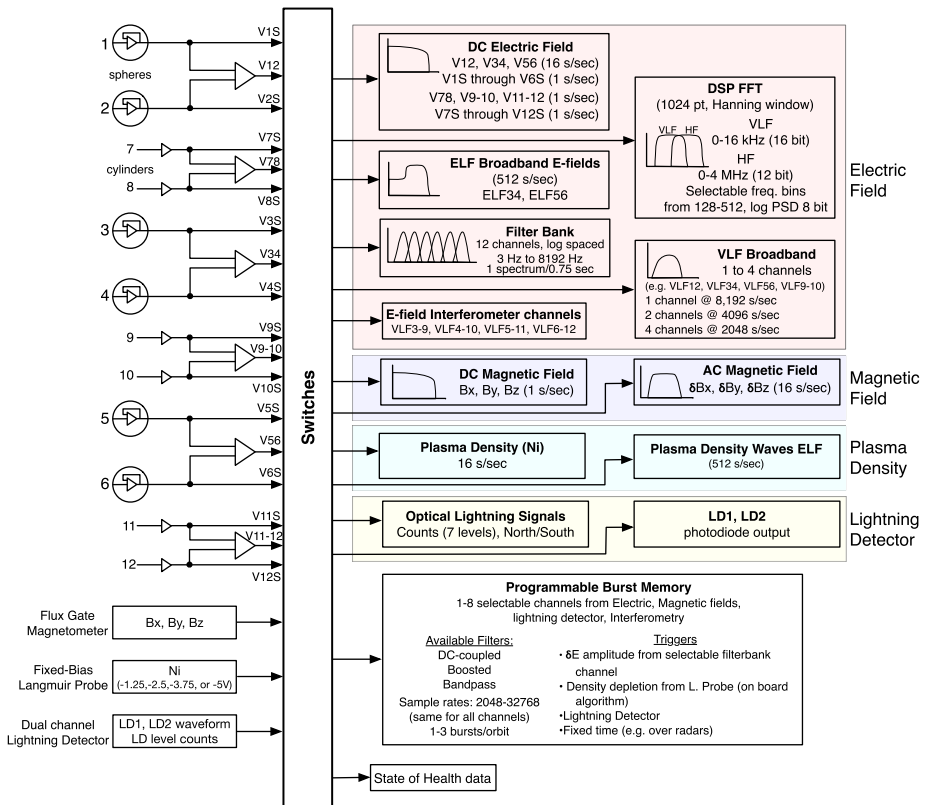 1
spheres
2
V1S
V12
V2S
7
cylinders
8
V7S
V78
V8S
3
4
V3S
V34
V4S
9
10
V9S
V9-10
V10S
5
6
V5S
V56
V6S
11
12
V11S
V11-12
V12S
Flux Gate
Magnetometer
Bx, By, Bz
Fixed-Bias
Langmuir Probe
Ni
(-1.25,-2.5,-3.75, or -5V)
Dual channel
Lightning Detector
LD1, LD2 waveform
LD level counts
Switches
DC Electric Field
V12, V34, V56 (16 s/sec)
V1S through V6S (1 s/sec)
V78, V9-10, V11-12 (1 s/sec)
V7S through V12S (1 s/sec)
DSP FFT
(1024 pt, Hanning window)
VLF
0-16 kHz (16 bit)
VLF HF
HF
0-4 MHz (12 bit)
Selectable freq. bins
from 128-512, log PSD 8 bit
ELF Broadband E-fields
(512 s/sec)
ELF34, ELF56
Filter Bank
12 channels, log spaced
3 Hz to 8192 Hz
1 spectrum/0.75 sec
VLF Broadband
1 to 4 channels
(e.g. VLF12, VLF34, VLF56, VLF9-10)
1 channel @ 8,192 s/sec
2 channels @ 4096 s/sec
4 channels @ 2048 s/sec
E-field Interferometer channels
VLF3-9, VLF4-10, VLF5-11, VLF6-12
Electric
Field
DC Magnetic Field
Bx, By, Bz (1 s/sec)
AC Magnetic Field
δBx, δBy, δBz (16 s/sec)
Magnetic
Field
Plasma Density (Ni)
16 s/sec
Plasma Density Waves ELF
(512 s/sec)
Plasma
Density
Optical Lightning Signals
Counts (7 levels), North/South
LD1, LD2
photodiode output
Lightning
Detector
Programmable Burst Memory
1-8 selectable channels from Electric, Magnetic fields,
lightning detector, Interferometry
Available Filters:
DC-coupled
Boosted
Bandpass
Sample rates: 2048-32768
(same for all channels)
1-3 bursts/orbit
Triggers
• δE amplitude from selectable filterbank
channel
• Density depletion from L. Probe (on board
algorithm)
•Lightning Detector
•Fixed time (e.g. over radars)
State of Health data